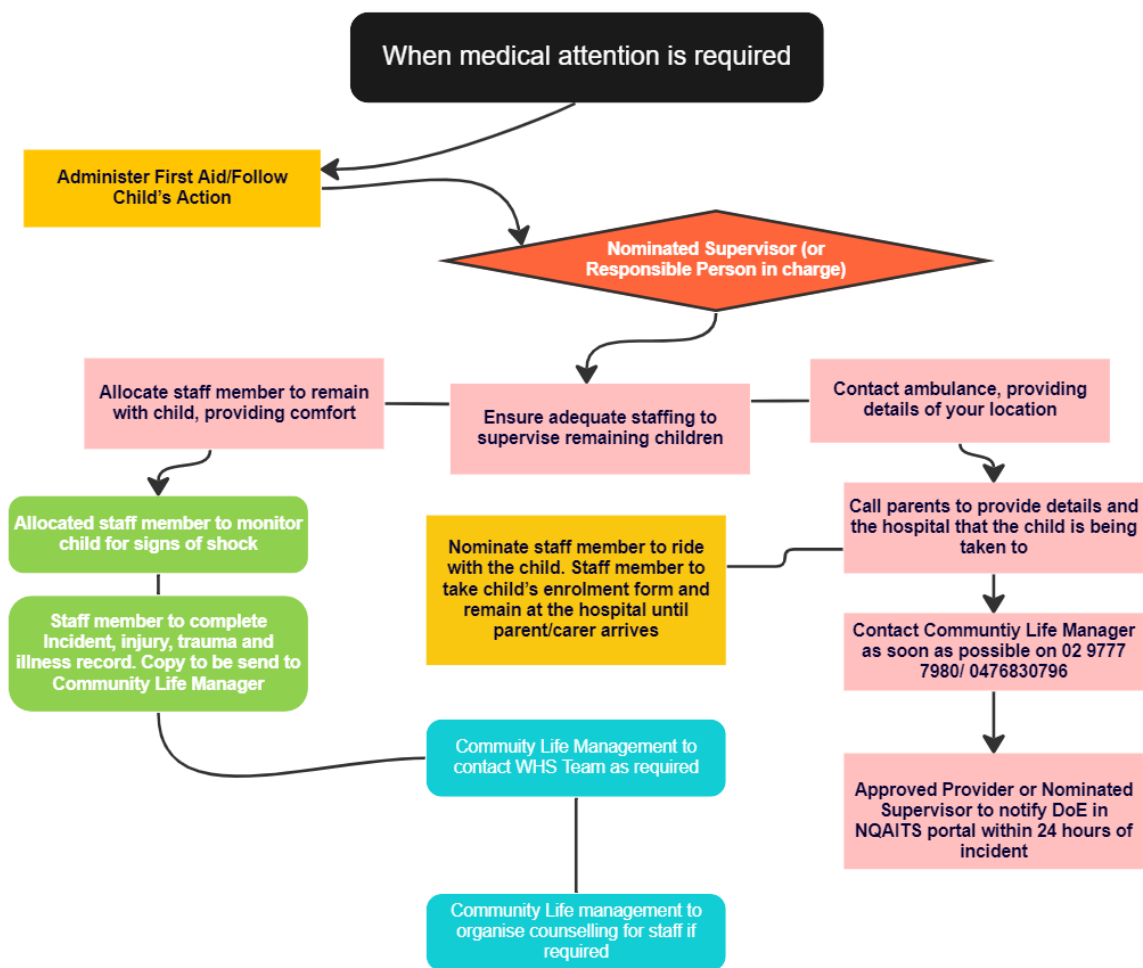 When medical attention is required
Administer First Aid/Follow
Child's Action
Nominated Supervisor (or
Responsible Person in charge)
Allocate staff member to remain
with child, providing comfort
Ensure adequate staffing to
supervise remaining children
Contact ambulance, providing
details of your location
Allocated staff member to monitor
child for signs of shock
Call parents to provide details and
the hospital that the child is being
taken to
Nominate staff member to ride
with the child. Staff member to
take child's enrolment form and
remain at the hospital until
parent/carer arrives
Staff member to complete
Incident, injury, trauma and
illness record. Copy to be send to
Community Life Manager
Contact Communtiy Life Manager
as soon as possible on 02 9777
7980/ 0476830796
Commuity Life Management to
contact WHS Team as required
Approved Provider or Nominated
Supervisor to notify DoE in
NQAITS portal within 24 hours of
incident
Community Life management to
organise counselling for staff if
required